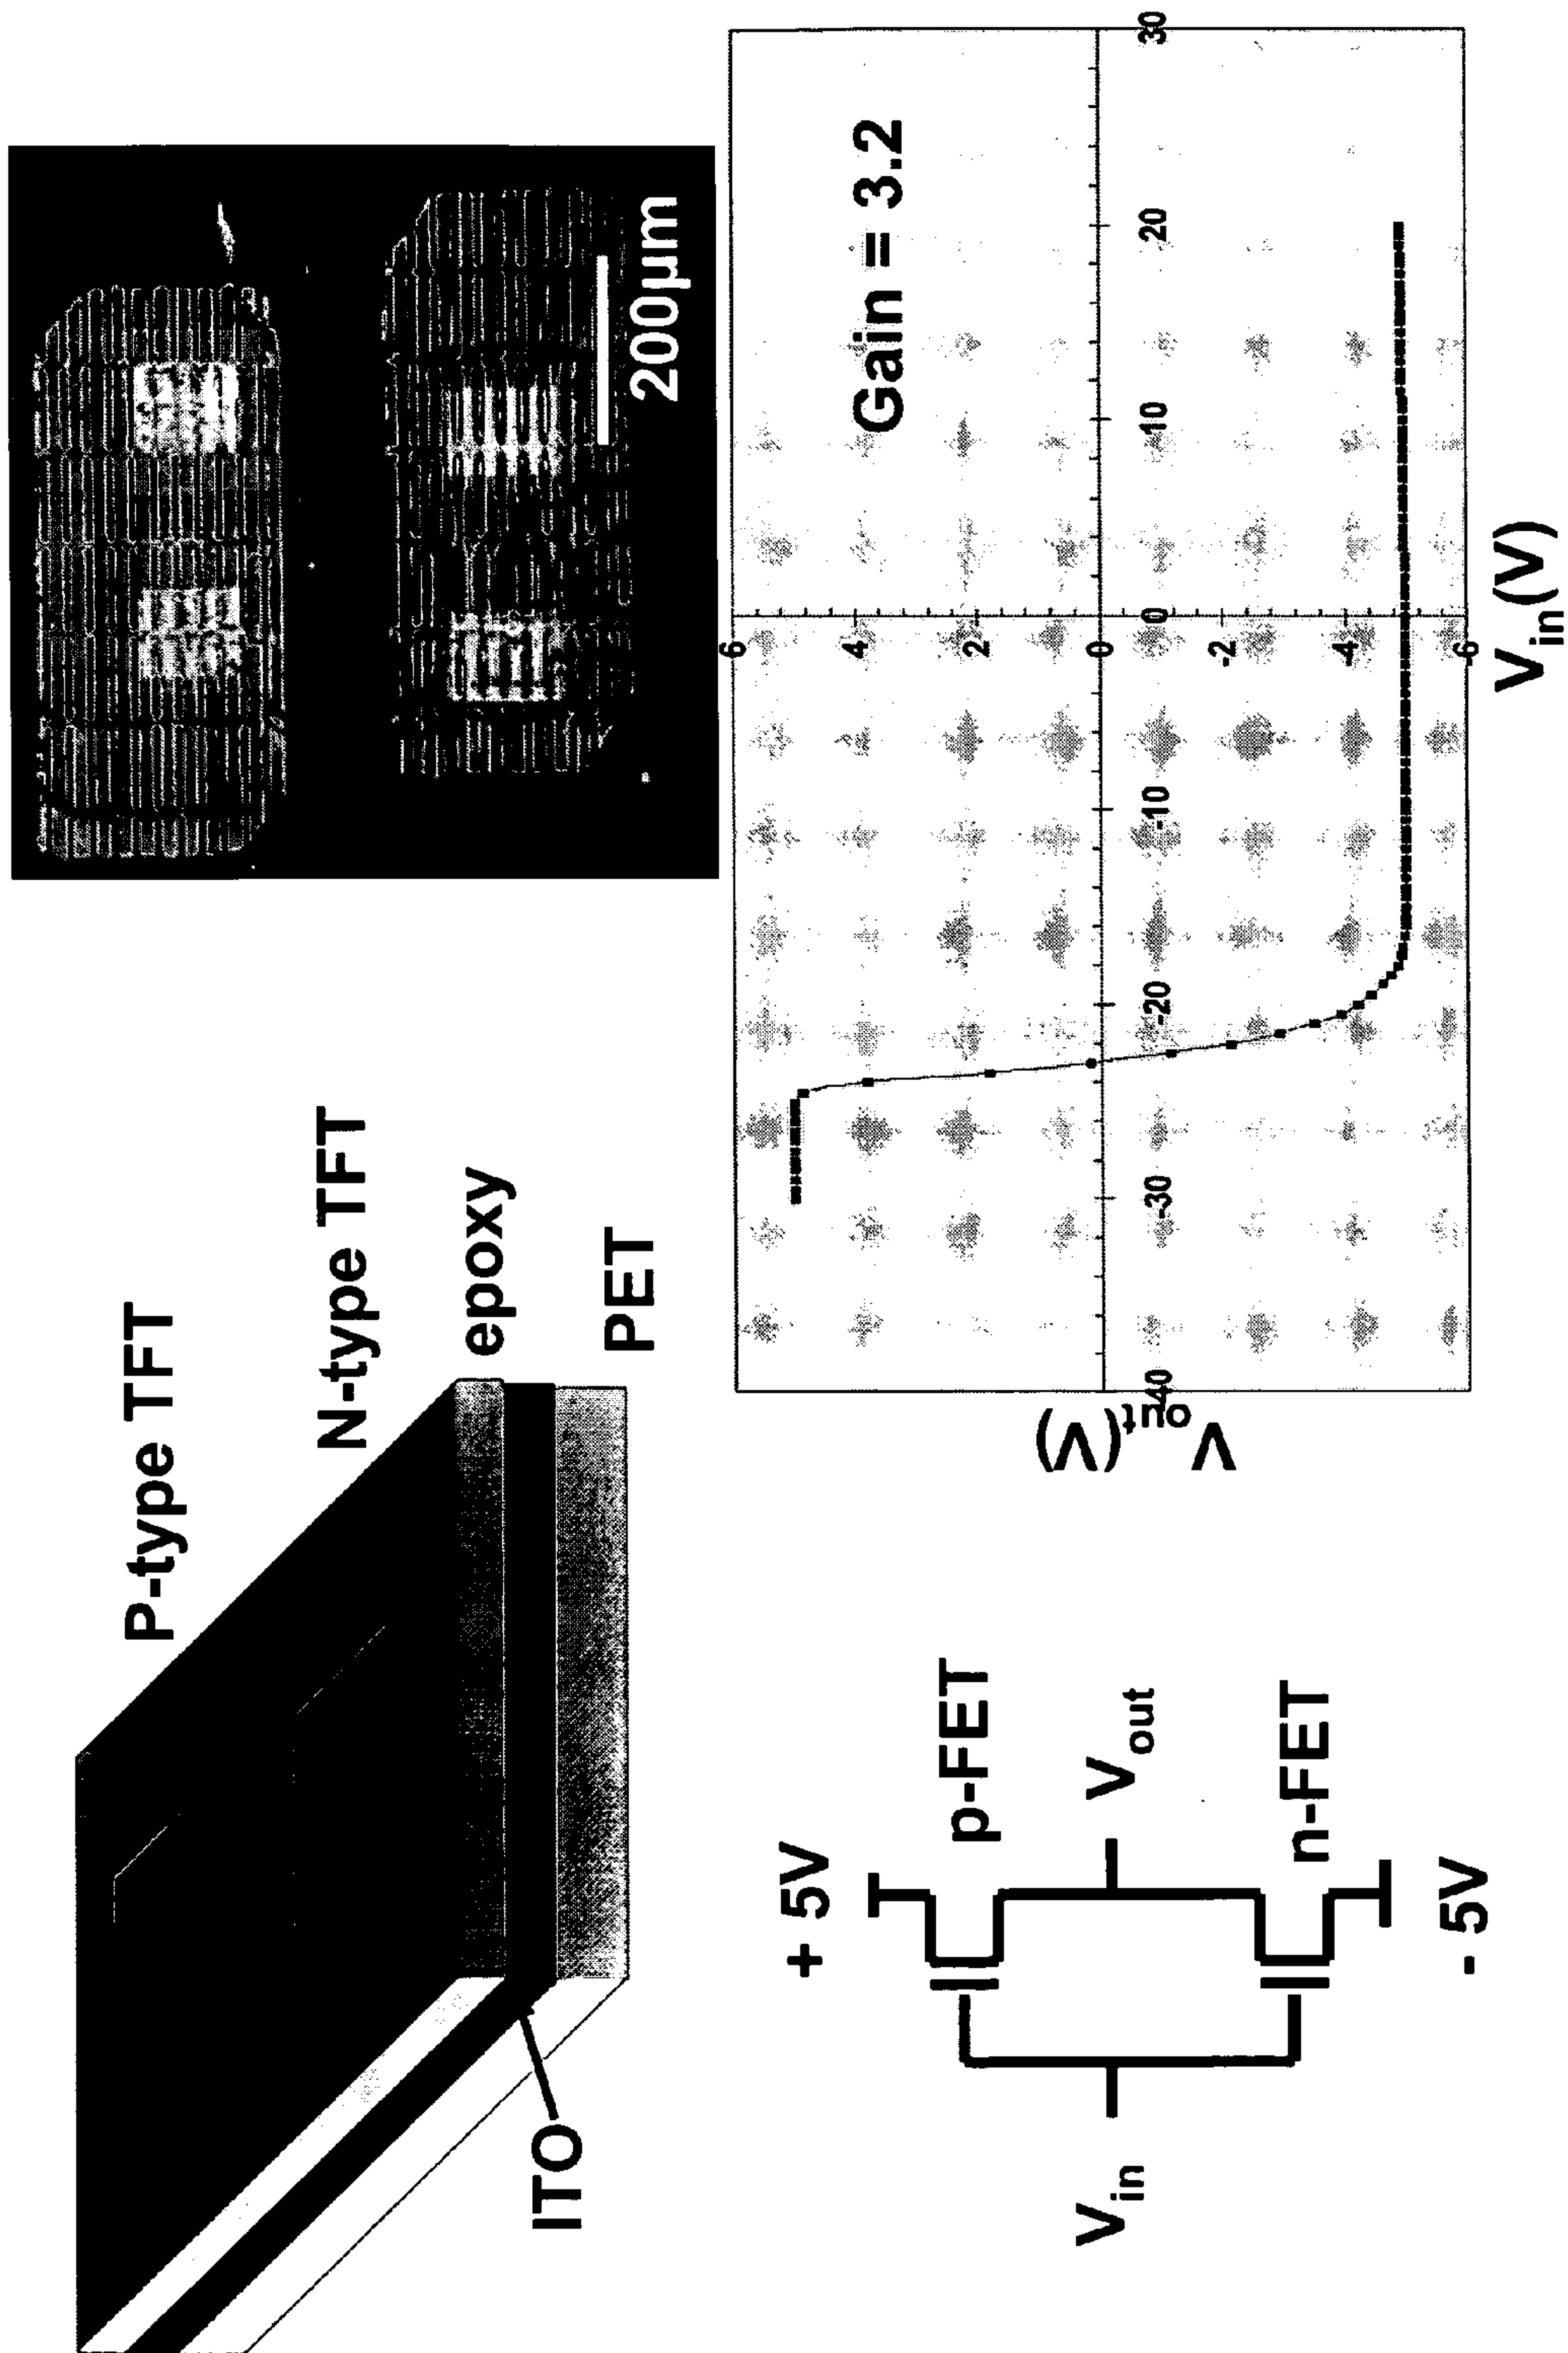 P-type TFT
N-type TFT
epoxy
PET
ITO
200µm
+ 5V
p-FET
V_in
V_out
n-FET
- 5V
V_out(V)
6
4
2
0
-2
-4
-6
-40
-30
-20
-10
0
10
20
30
Gain = 3.2
V_in(V)